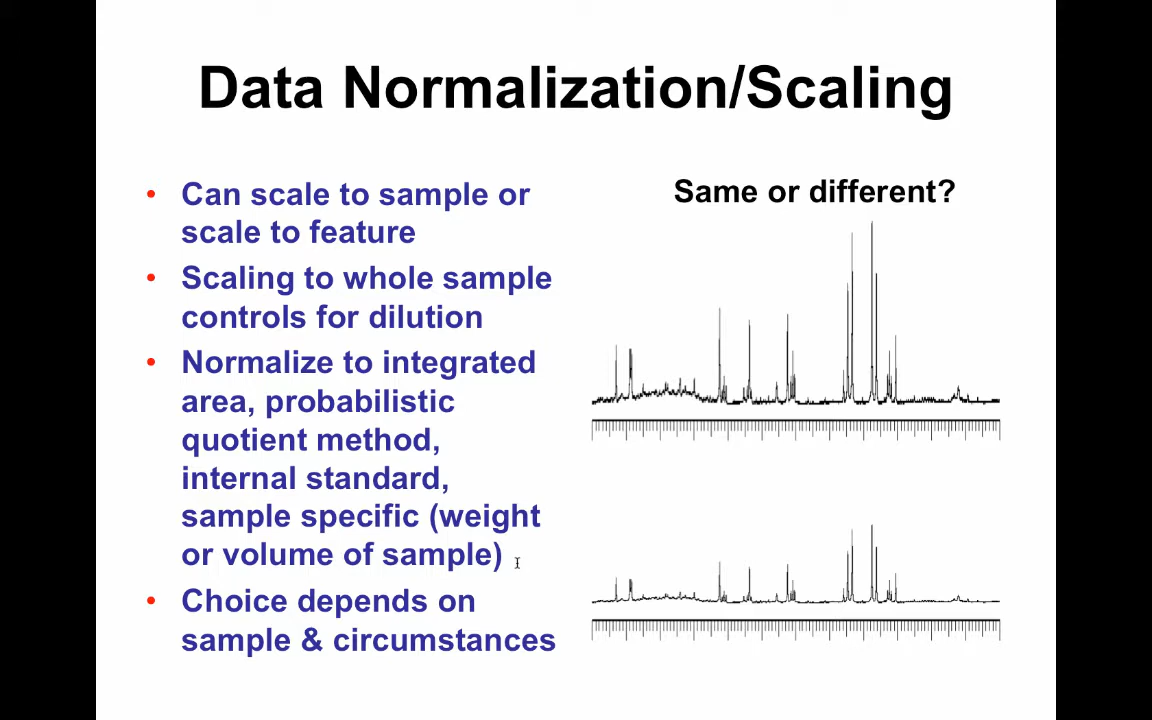 Data Normalization/Scaling
• Can scale to sample or
scale to feature
• Scaling to whole sample
controls for dilution
• Normalize to integrated
area, probabilistic
quotient method,
internal standard,
sample specific (weight
or volume of sample)
• Choice depends on
sample & circumstances
Same or different?